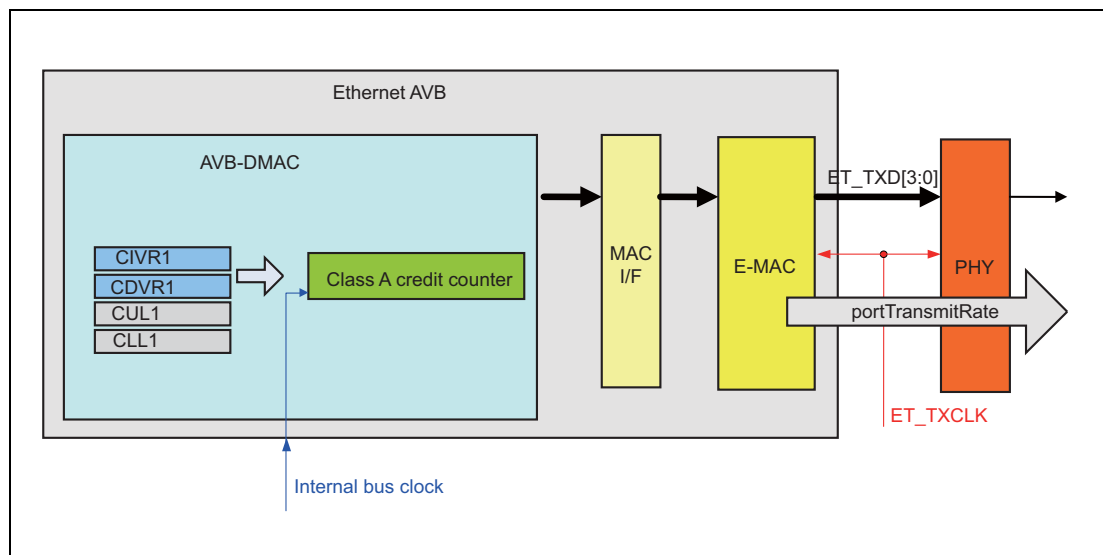 Ethernet AVB
AVB-DMAC
ET_TXD[3:0]
CIVR1
CDVR1
CUL1
CLL1
Class A credit counter
MAC
I/F
E-MAC
PHY
portTransmitRate
ET_TXCLK
Internal bus clock